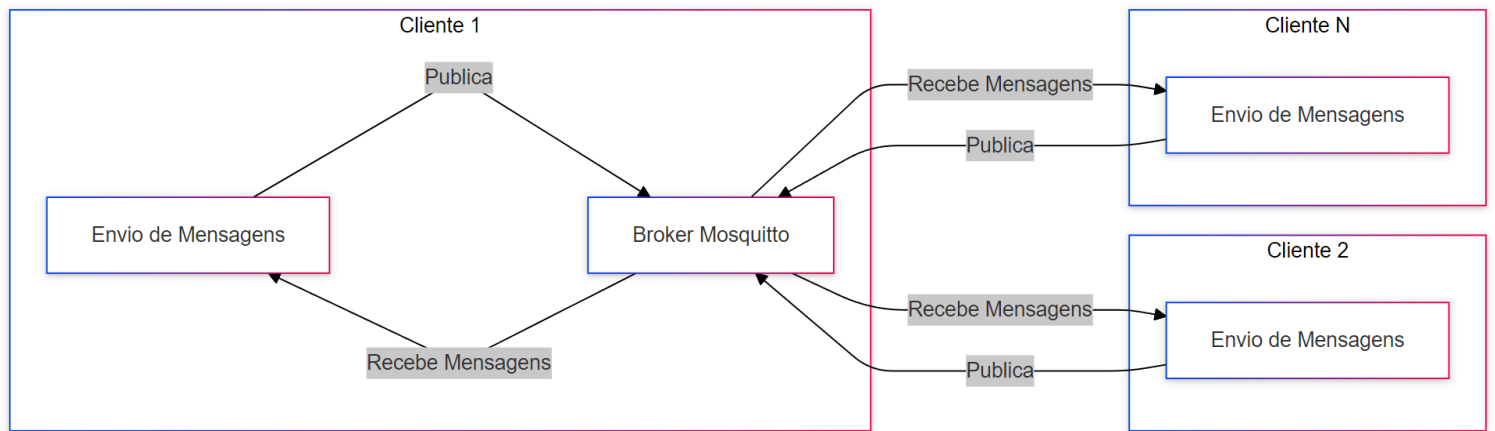 Cliente 1
Publica
Envio de Mensagens
Broker Mosquitto
Recebe Mensagens
Cliente N
Recebe Mensagens
Envio de Mensagens
Publica
Cliente 2
Recebe Mensagens
Envio de Mensagens
Publica